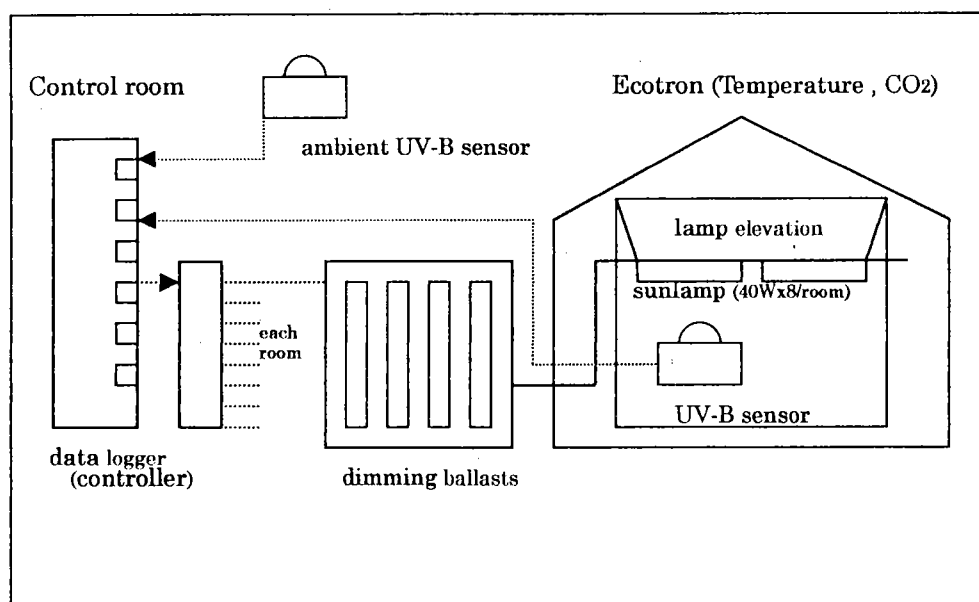 Control room
Ecotron (Temperature , CO2)
ambient UV-B sensor
lamp elevation
sunlamp (40Wx8/room)
each
room
UV-B sensor
data logger
(controller)
dimming ballasts